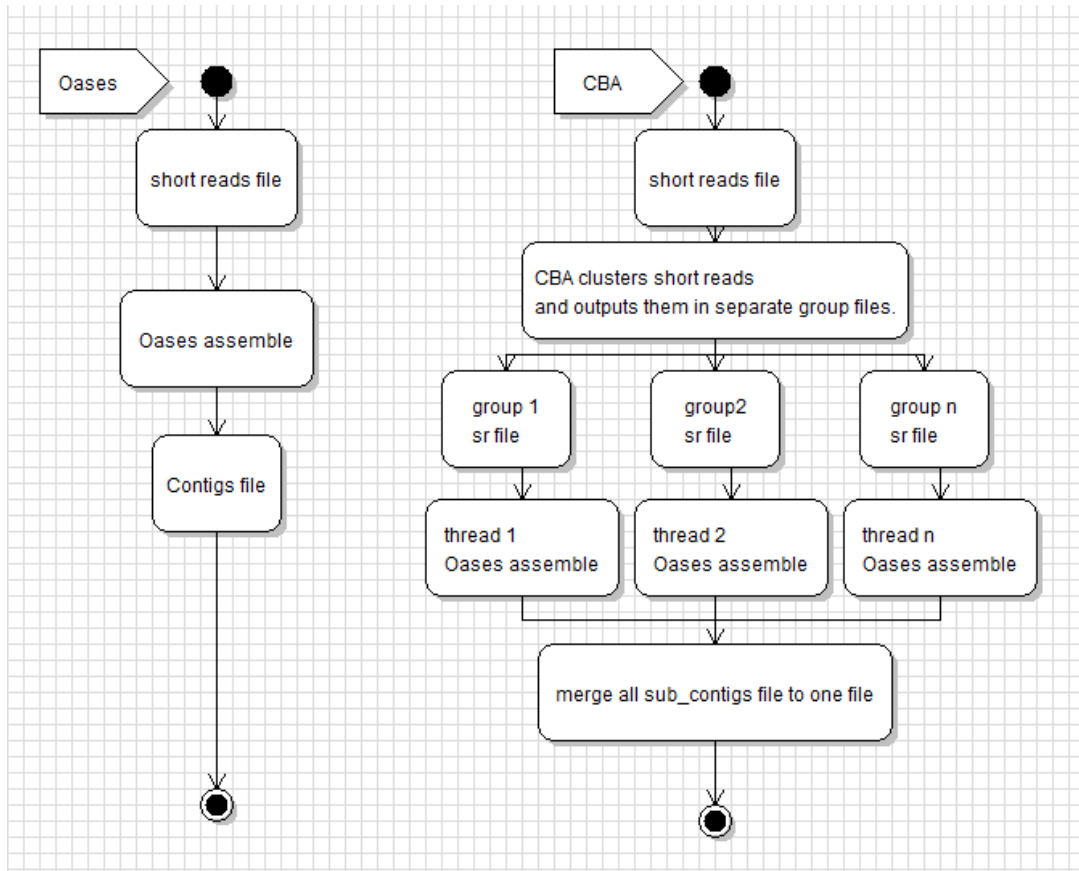 Oases
short reads file
Oases assemble
Contigs file
CBA
short reads file
CBA clusters short reads
and outputs them in separate group files.
group 1
sr file
group2
sr file
group n
sr file
thread 1
Oases assemble
thread 2
Oases assemble
thread n
Oases assemble
merge all sub_contigs file to one file